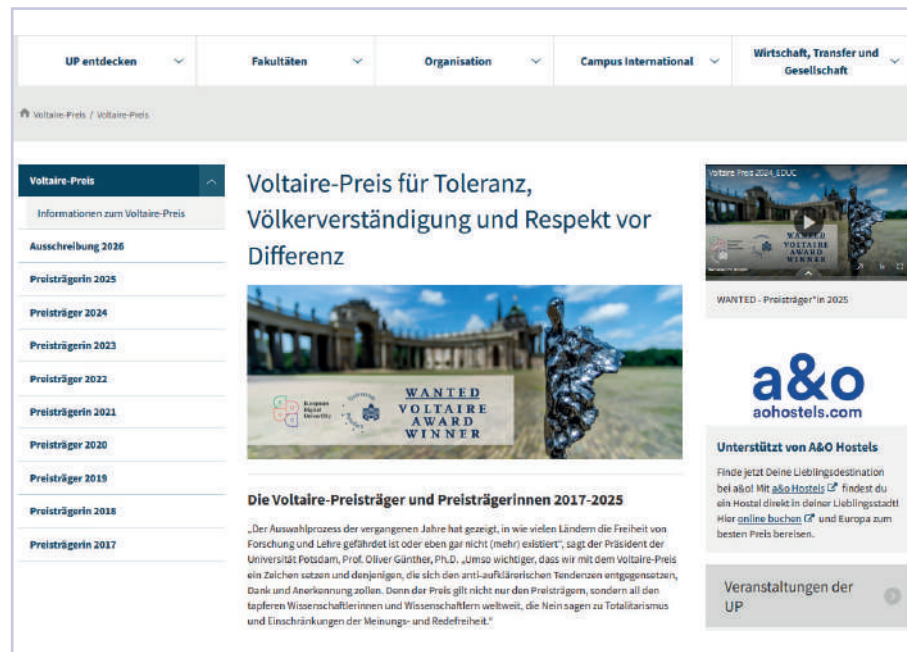 UP entdecken
Fakultäten
Organisation
Campus International
Wirtschaft, Transfer und
Gesellschaft
Voltaire-Preis / Voltaire-Preis
Voltaire-Preis
Informationen zum Voltaire-Preis
Ausschreibung 2026
Preisträgerin 2025
Preisträger 2024
Preisträgerin 2023
Preisträger 2022
Preisträgerin 2021
Preisträger 2020
Preisträger 2019
Preisträgerin 2018
Preisträgerin 2017
Voltaire-Preis für Toleranz,
Völkerverständigung und Respekt vor
Differenz
European
Digital
UniverCity
WANTED
VOLTAIRE
AWARD
WINNER
Die Voltaire-Preisträger und Preisträgerinnen 2017-2025
„Der Auswahlprozess der vergangenen Jahre hat gezeigt, in wie vielen Ländern die Freiheit von
Forschung und Lehre gefährdet ist oder eben gar nicht (mehr) existiert“, sagt der Präsident der
Universität Potsdam, Prof. Oliver Günther, Ph.D. „Umso wichtiger, dass wir mit dem Voltaire-Preis
ein Zeichen setzen und denjenigen, die sich den anti-aufklärerischen Tendenzen entgegensetzen,
Dank und Anerkennung zollen. Denn der Preis gilt nicht nur den Preisträgern, sondern all den
tapferen Wissenschaftlerinnen und Wissenschaftlern weltweit, die Nein sagen zu Totalitarismus
und Einschränkungen der Meinungs- und Redefreiheit.“
Voltaire Preis 2024_EDUC
WANTED
VOLTAIRE
AWARD
WINNER
WANTED - Preisträger*in 2025
a&o
aohostels.com
Unterstützt von A&O Hostels
Finde jetzt Deine Lieblingsdestination
bei a&o! Mit a&o Hostels findest du
ein Hostel direkt in deiner Lieblingsstadt!
Hier online buchen und Europa zum
besten Preis bereisen.
Veranstaltungen der
UP